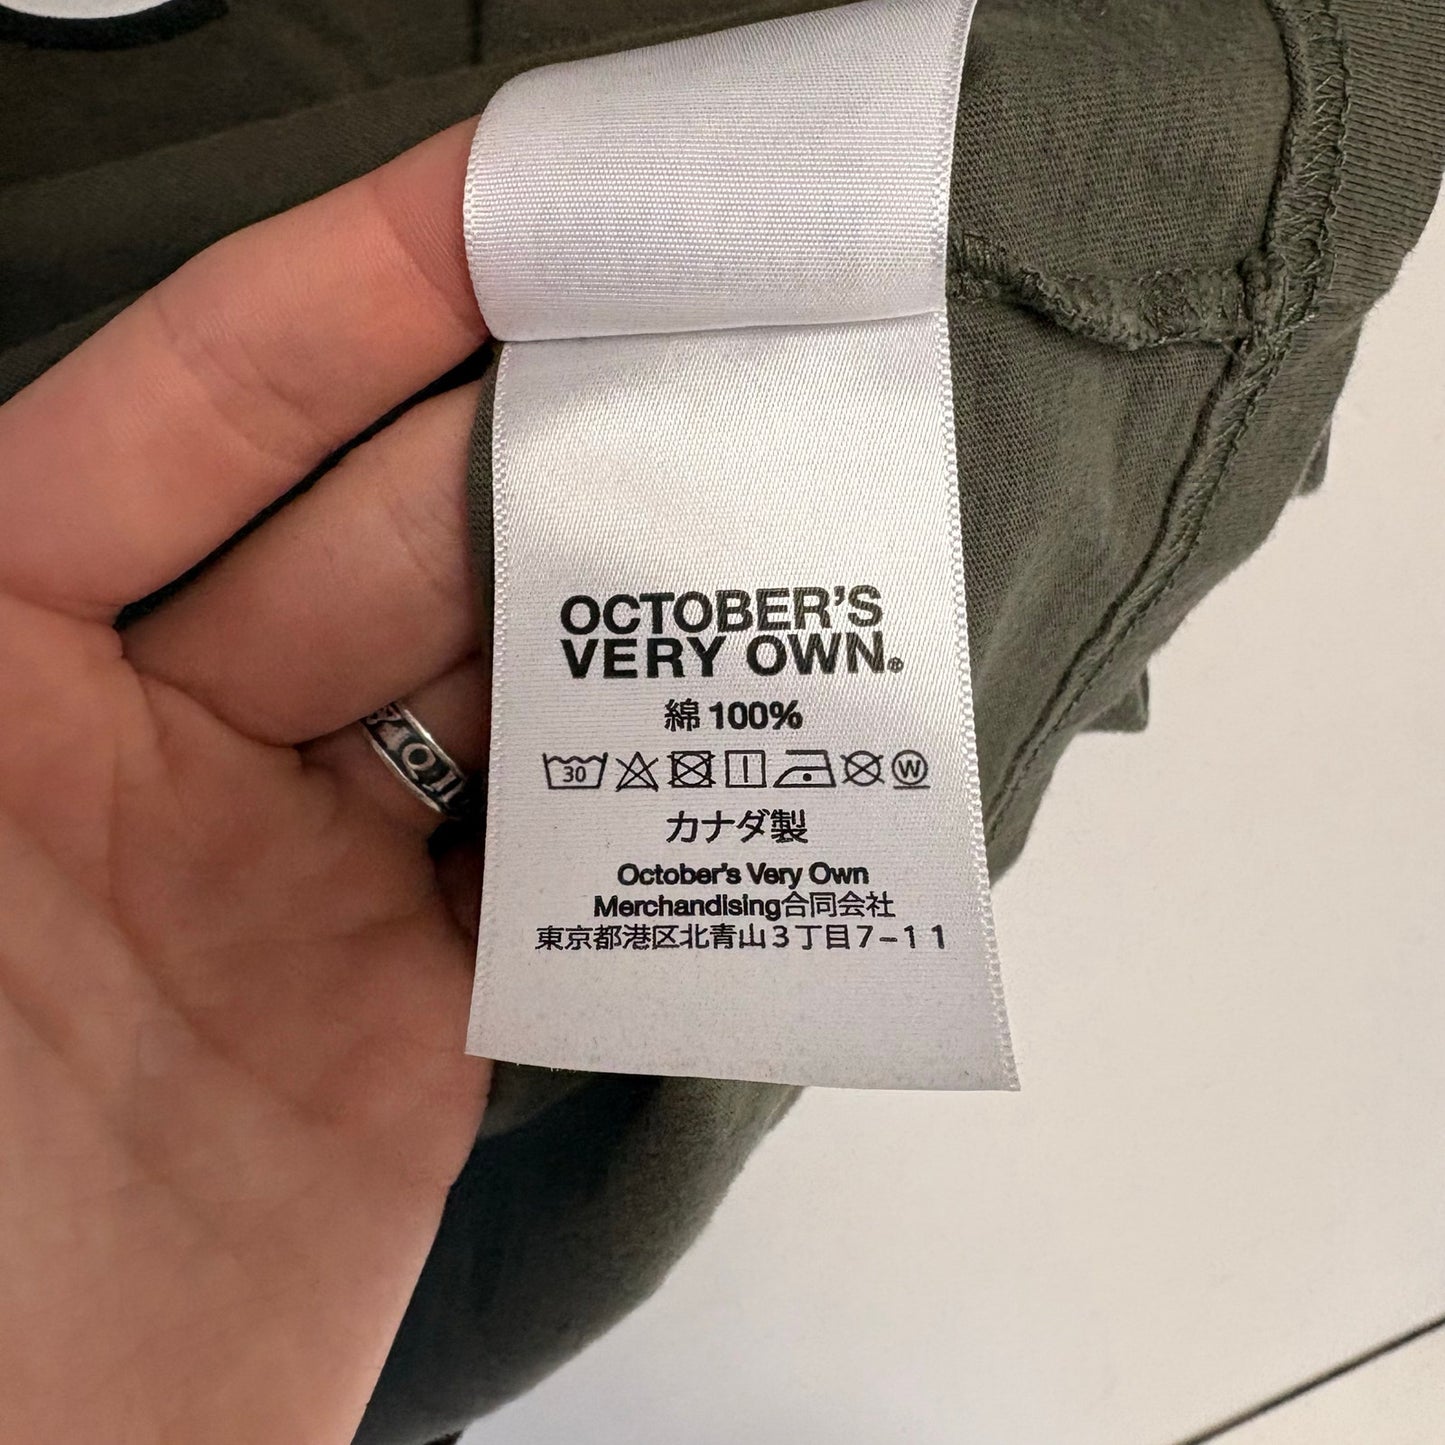 OCTOBER'S
VERY OWN®
綿 100%
30 W
カナダ製
October's Very Own
Merchandising合同会社
東京都港区北青山3丁目7-11